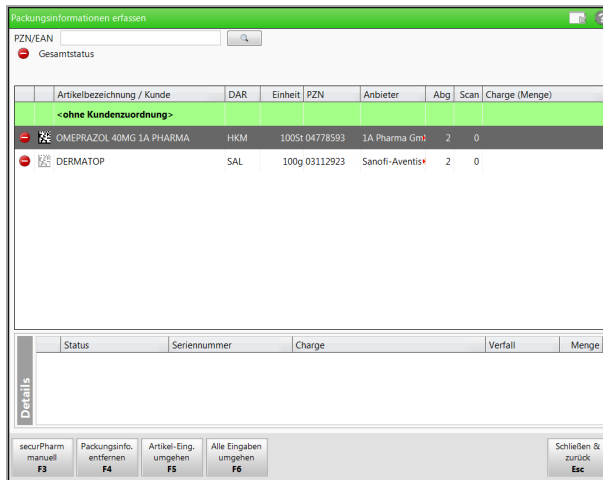 Packungsinformationen erfassen
PZN/EAN
Gesamtstatus
Artikelbezeichnung / Kunde DAR Einheit PZN Anbieter Abg Scan Charge (Menge)
<ohne Kundenzuordnung>
OMEPRAZOL 40MG 1A PHARMA HKM 100St 04778593 1A Pharma Gm 2 0
DERMATOP SAL 100g 03112923 Sanofi-Aventis 2 0
Details
Status Seriennummer Charge Verfall Menge
securPharm manuell F3
Packungsinfo. entfernen F4
Artikel-Eing. umgehen F5
Alle Eingaben umgehen F6
Schließen & zurück Esc